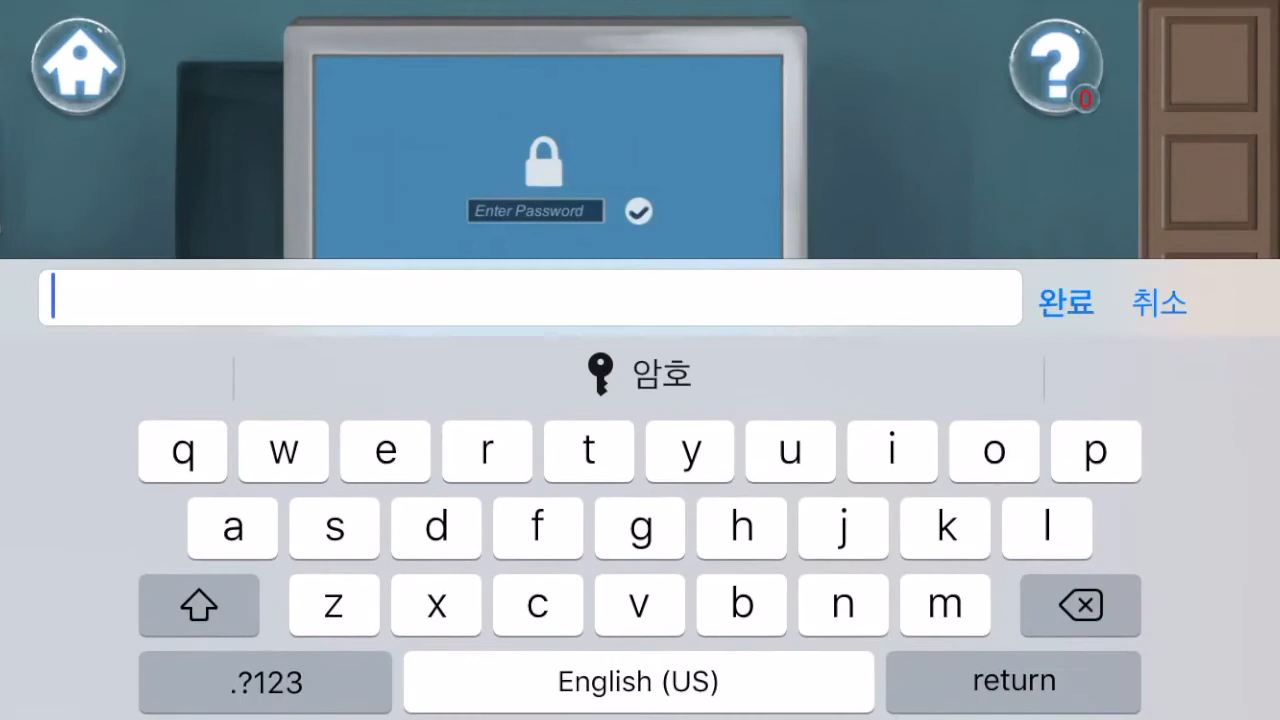 ?
0
Enter Password
완료 취소
암호
q w e r t y u i o p
a s d f g h j k l
z x c v b n m
.?123 English (US) return